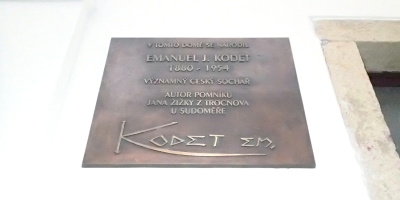 V TOMTO DOMĚ SE NARODIL
EMANUEL J. KODET
1880 - 1954
VÝZNAMNÝ ČESKÝ SOCHAŘ
AUTOR POMNÍKU
JANA ŽIŽKY Z TROCNOVA
U SUDOMĚŘE
KODET EM.